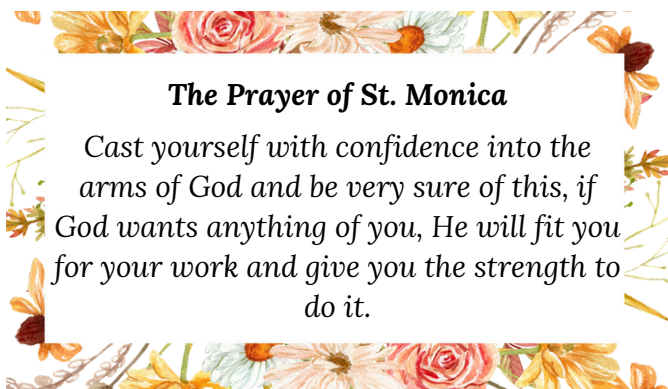 The Prayer of St. Monica
Cast yourself with confidence into the
arms of God and be very sure of this, if
God wants anything of you, He will fit you
for your work and give you the strength to
do it.